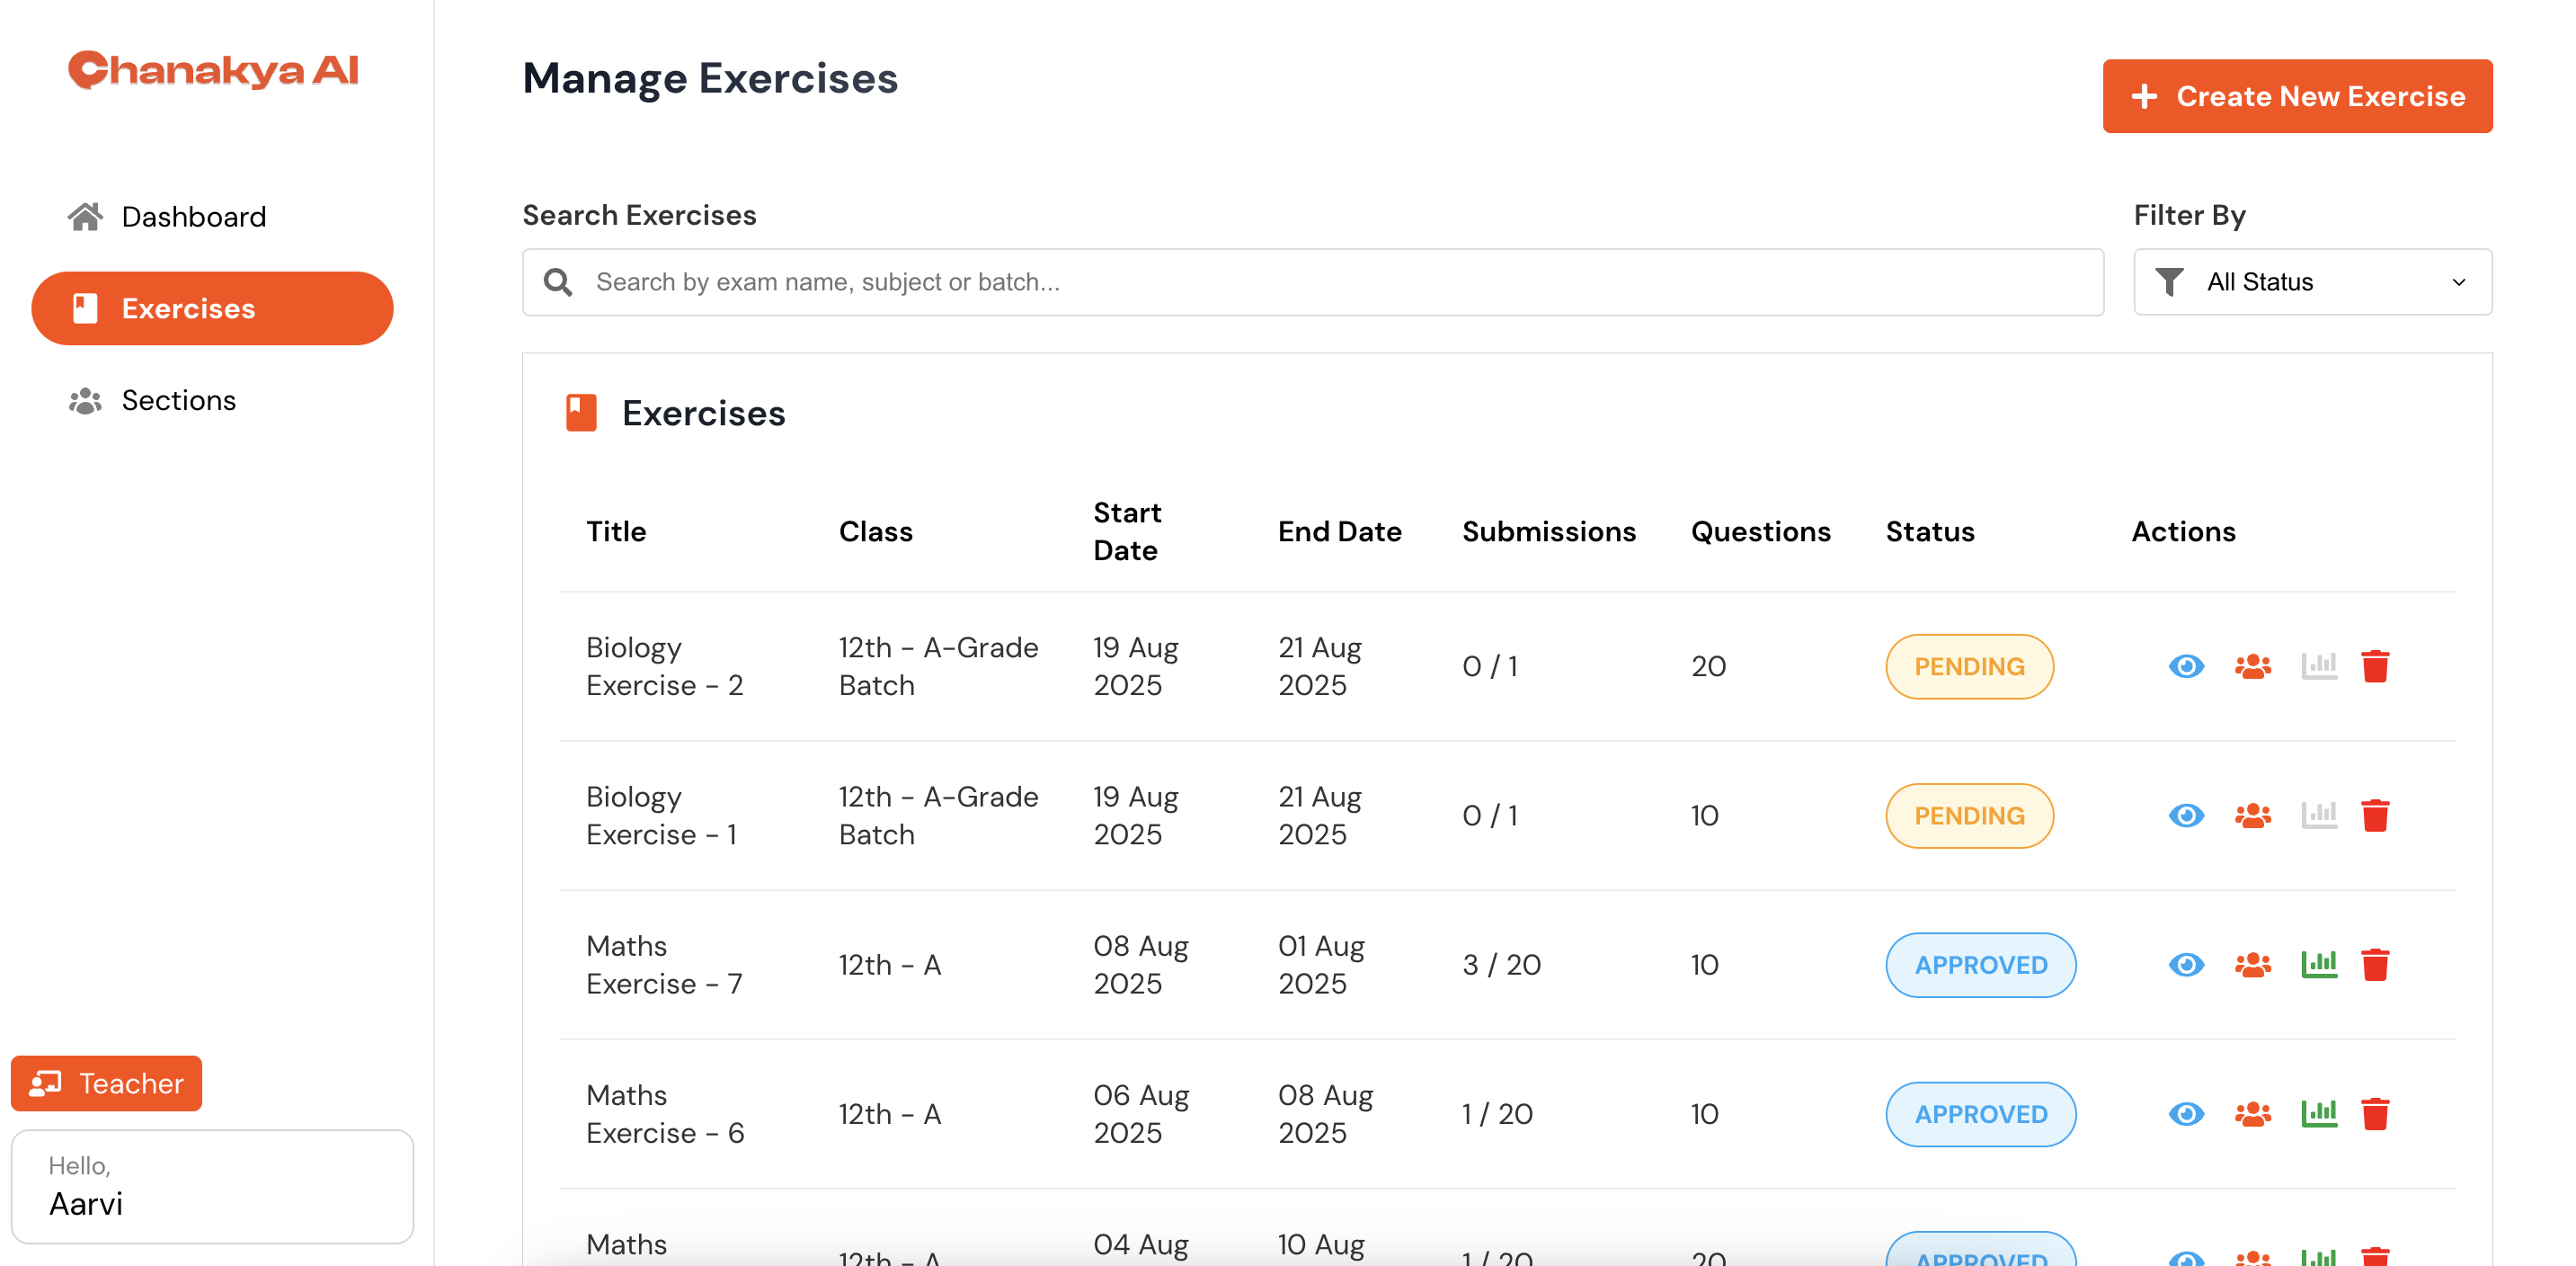 Chanakya AI
Dashboard
Exercises
Sections
Teacher
Hello,
Aarvi
Manage Exercises
Create New Exercise
Search Exercises
Search by exam name, subject or batch...
Filter By
All Status
Exercises
Title Class Start Date End Date Submissions Questions Status Actions
Biology Exercise - 2 12th - A-Grade Batch 19 Aug 2025 21 Aug 2025 0 / 1 20 PENDING
Biology Exercise - 1 12th - A-Grade Batch 19 Aug 2025 21 Aug 2025 0 / 1 10 PENDING
Maths Exercise - 7 12th - A 08 Aug 2025 01 Aug 2025 3 / 20 10 APPROVED
Maths Exercise - 6 12th - A 06 Aug 2025 08 Aug 2025 1 / 20 10 APPROVED
Maths 12th - A 04 Aug 10 Aug 1 / 20 20 APPROVED